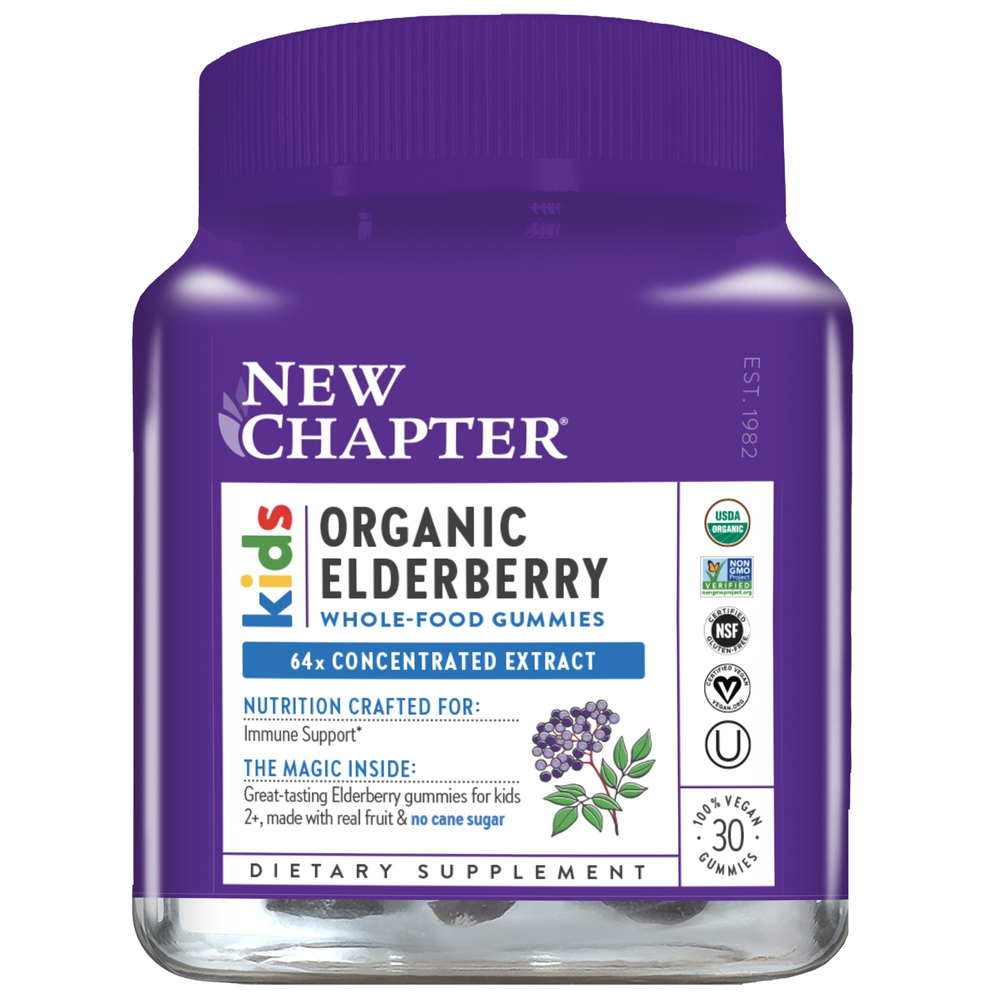 NEW
CHAPTER®
EST. 1982
kids
ORGANIC
ELDERBERRY
WHOLE-FOOD GUMMIES
64x CONCENTRATED EXTRACT
NUTRITION CRAFTED FOR:
Immune Support*
THE MAGIC INSIDE:
Great-tasting Elderberry gummies for kids
2+, made with real fruit & no cane sugar
DIETARY SUPPLEMENT
USDA
ORGANIC
NON
GMO
Project
VERIFIED
nongmoproject.org
CERTIFIED
NSF
GLUTEN-FREE
CERTIFIED VEGAN
V
VEGAN.ORG
U
100% VEGAN
30
GUMMIES